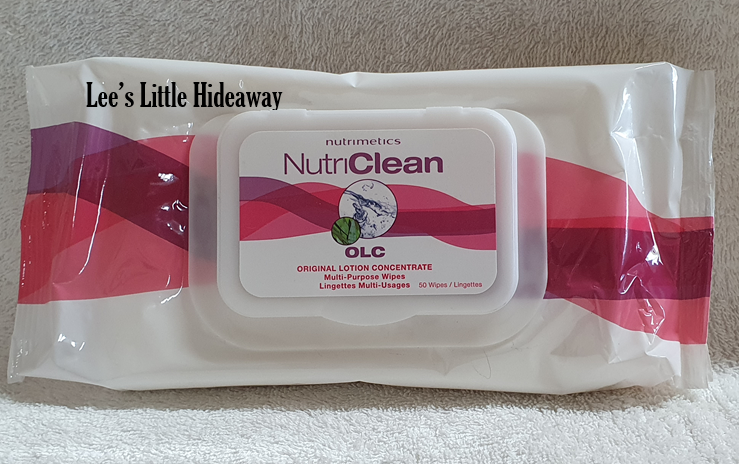 Lee's Little Hideaway
nutrimetics
NutriClean
OLC
ORIGINAL LOTION CONCENTRATE
Multi-Purpose Wipes
Lingettes Multi-Usages 50 Wipes / Lingettes